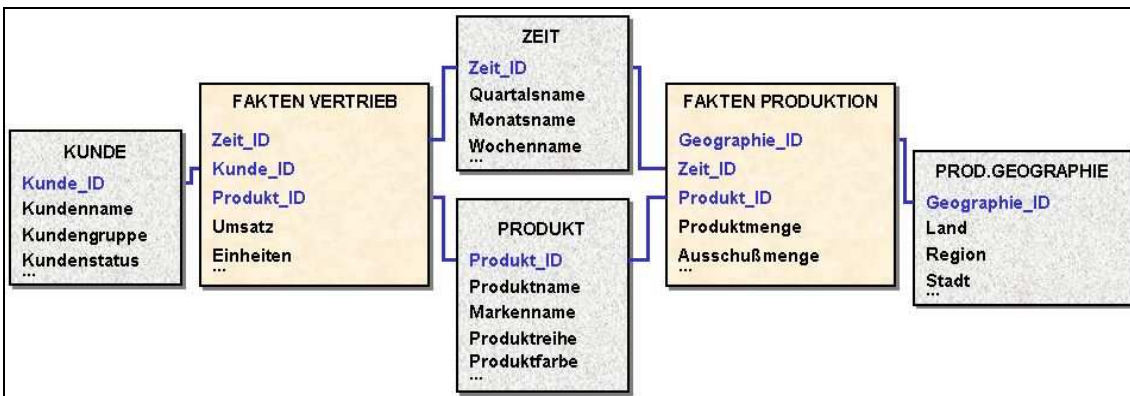 KUNDE
Kunde_ID
Kundenname
Kundengruppe
Kundenstatus
...
FAKTEN VERTRIEB
Zeit_ID
Kunde_ID
Produkt_ID
Umsatz
Einheiten
...
ZEIT
Zeit_ID
Quartalsname
Monatsname
Wochenname
...
PRODUKT
Produkt_ID
Produktname
Markenname
Produktreihe
Produktfarbe
...
FAKTEN PRODUKTION
Geographie_ID
Zeit_ID
Produkt_ID
Produktmenge
Ausschußmenge
...
PROD.GEOGRAPHIE
Geographie_ID
Land
Region
Stadt
...